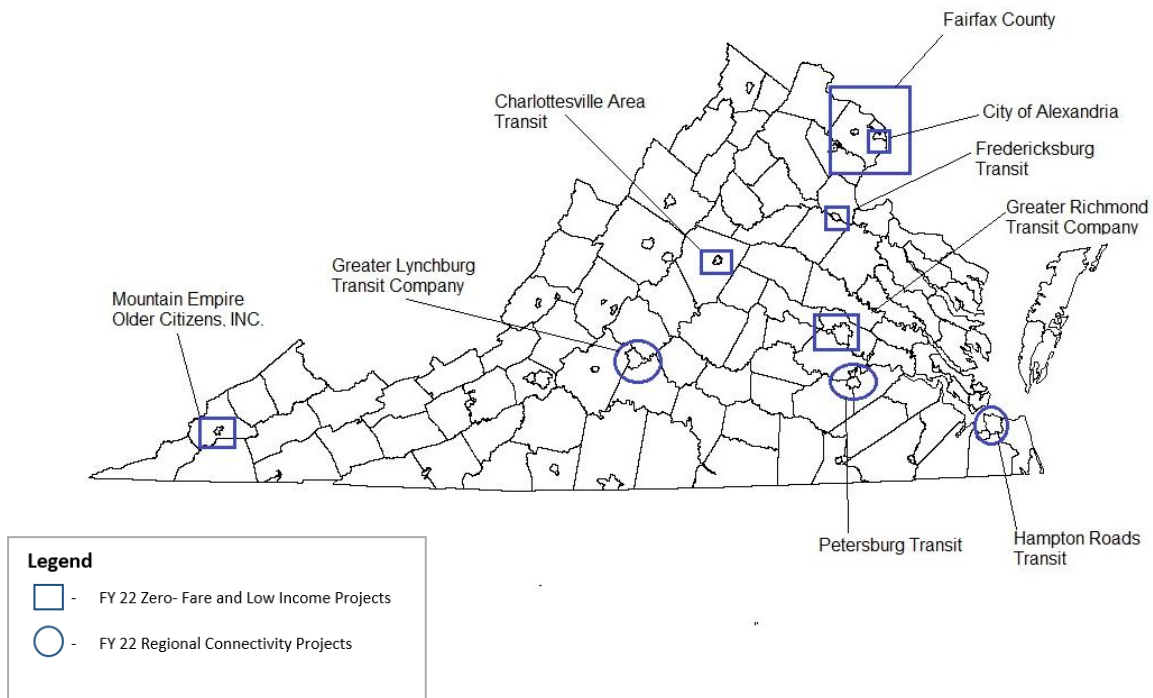 Fairfax County
Charlottesville Area
Transit
City of Alexandria
Fredericksburg
Transit
Greater Richmond
Transit Company
Greater Lynchburg
Transit Company
Mountain Empire
Older Citizens, INC.
Petersburg Transit
Hampton Roads
Transit
Legend
- FY 22 Zero- Fare and Low Income Projects
- FY 22 Regional Connectivity Projects